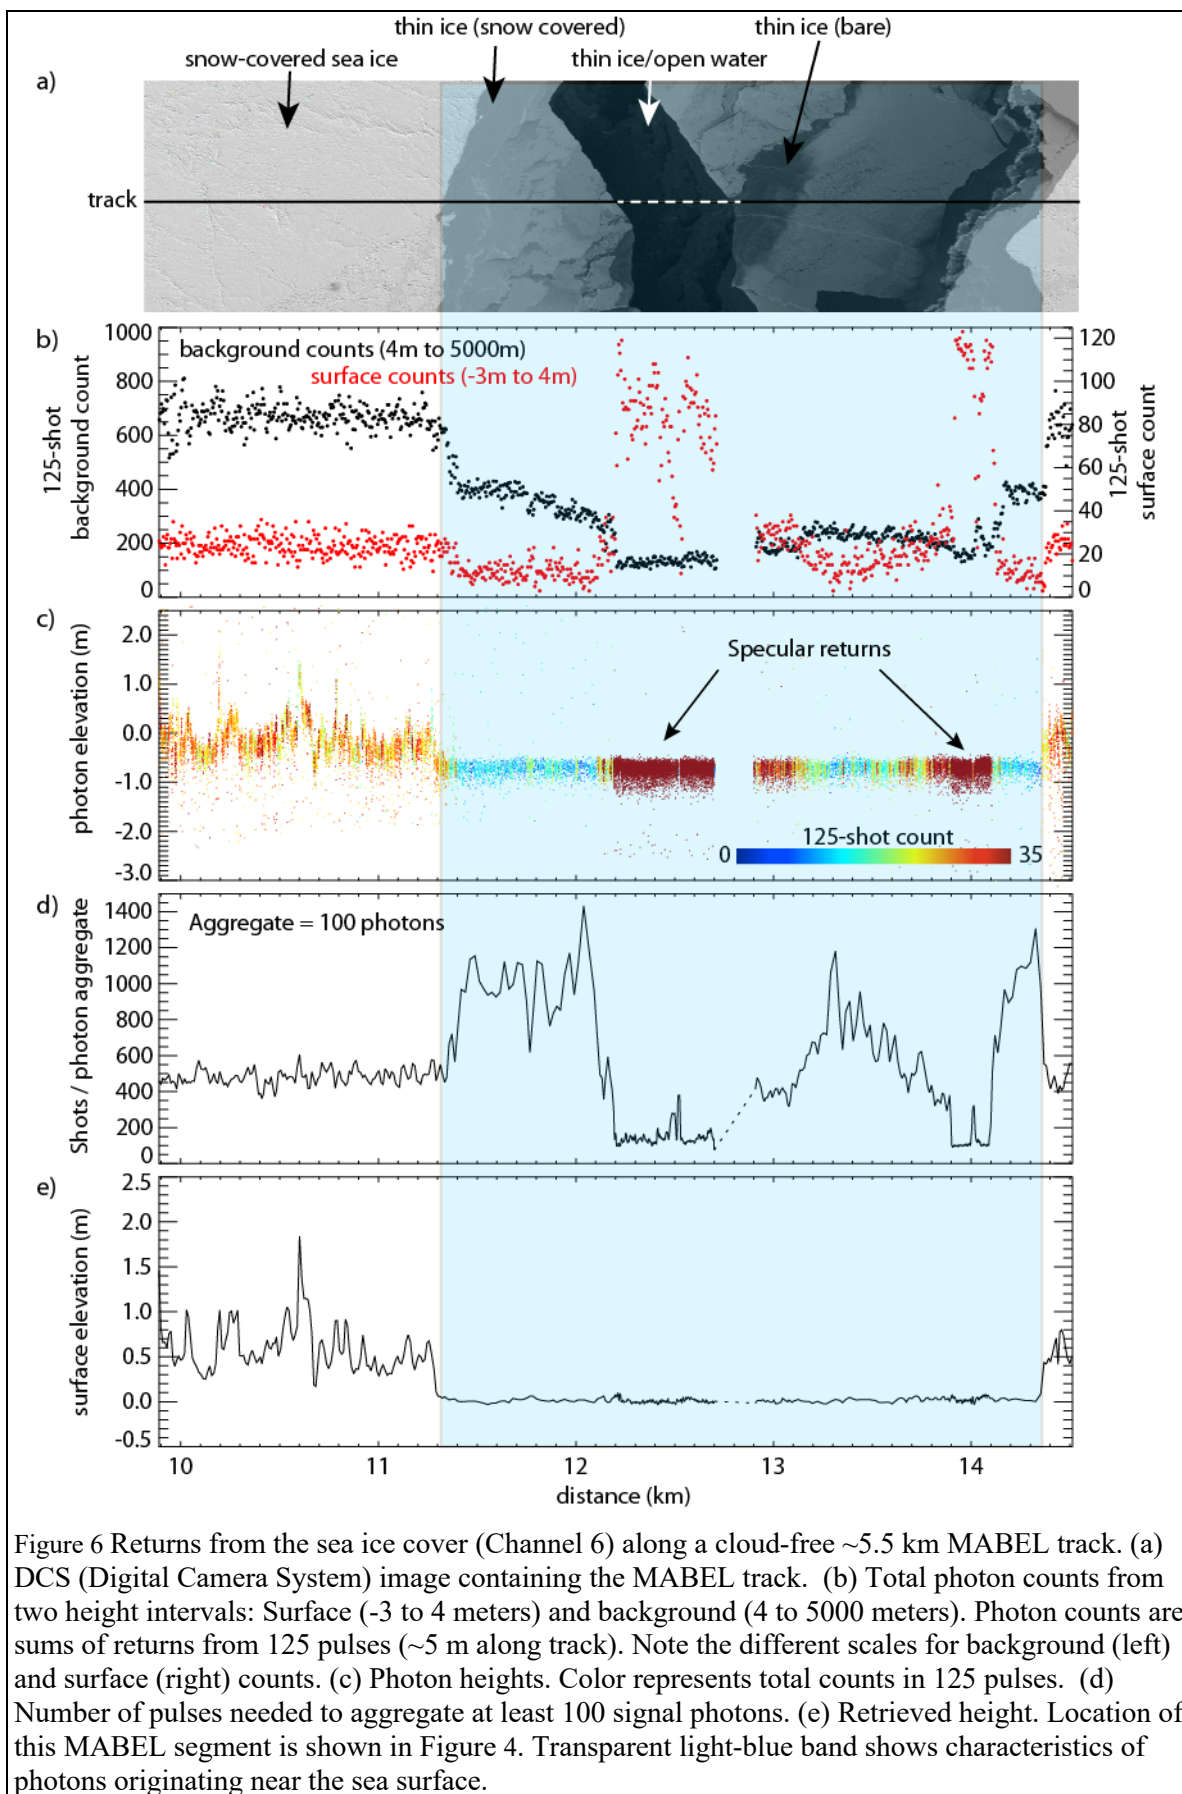 thin ice (snow covered)
thin ice (bare)
snow-covered sea ice
thin ice/open water
a)
track
b)
1000
800
600
400
200
0
125-shot
background count
background counts (4m to 5000m)
surface counts (-3m to 4m)
120
100
80
60
40
20
0
125-shot
surface count
c)
2.0
1.0
0.0
-1.0
-2.0
-3.0
photon elevation (m)
Specular returns
125-shot count
0
35
d)
1400
1200
1000
800
600
400
200
0
Shots / photon aggregate
Aggregate = 100 photons
e)
2.5
2.0
1.5
1.0
0.5
0.0
-0.5
surface elevation (m)
10 11 12 13 14
distance (km)
Figure 6 Returns from the sea ice cover (Channel 6) along a cloud-free ~5.5 km MABEL track. (a)
DCS (Digital Camera System) image containing the MABEL track. (b) Total photon counts from
two height intervals: Surface (-3 to 4 meters) and background (4 to 5000 meters). Photon counts are
sums of returns from 125 pulses (~5 m along track). Note the different scales for background (left)
and surface (right) counts. (c) Photon heights. Color represents total counts in 125 pulses. (d)
Number of pulses needed to aggregate at least 100 signal photons. (e) Retrieved height. Location of
this MABEL segment is shown in Figure 4. Transparent light-blue band shows characteristics of
photons originating near the sea surface.